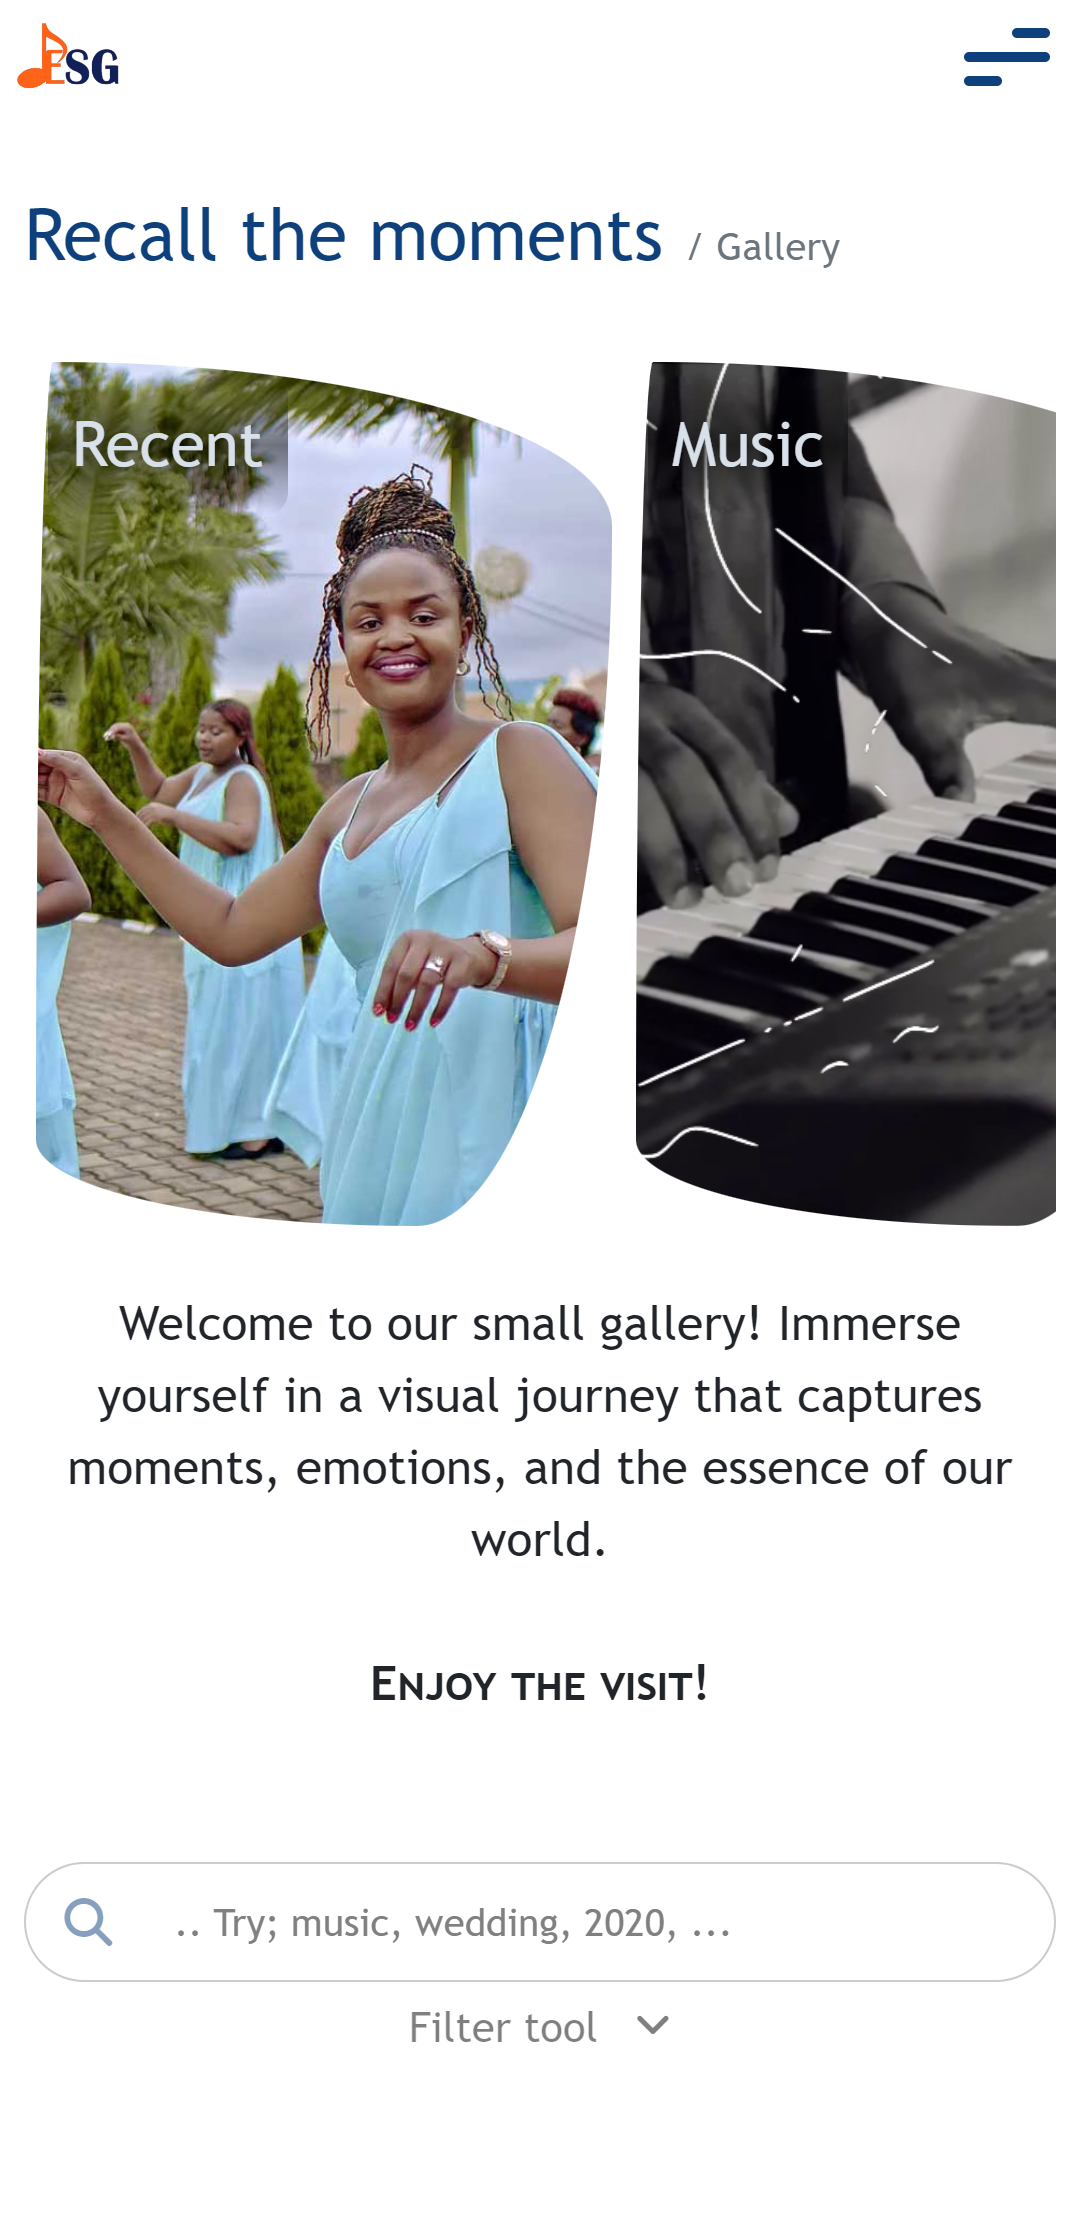 ESG
Recall the moments / Gallery
Recent
Music
Welcome to our small gallery! Immerse
yourself in a visual journey that captures
moments, emotions, and the essence of our
world.
Enjoy the visit!
.. Try; music, wedding, 2020, ...
Filter tool